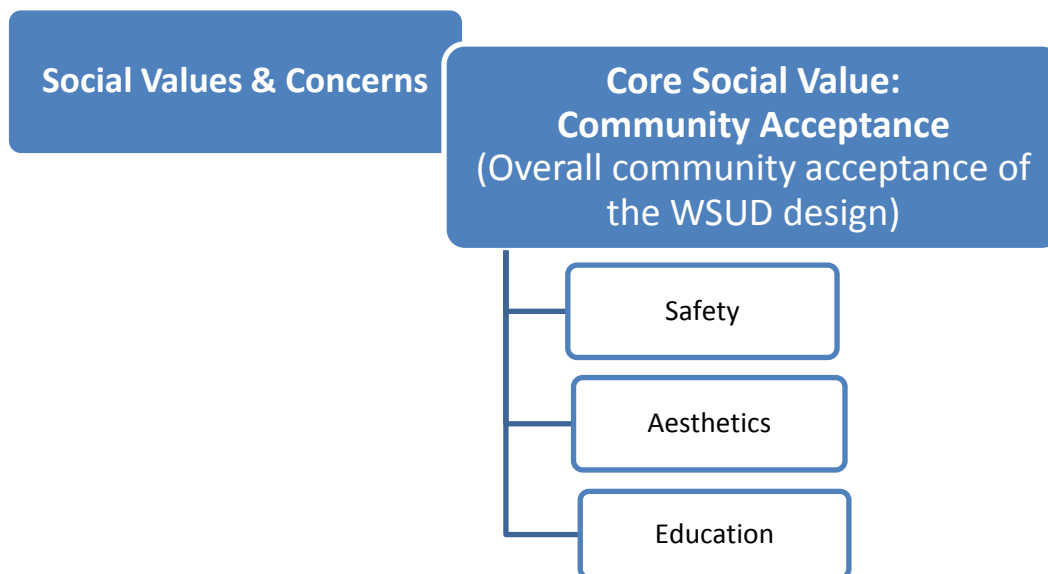 Social Values & Concerns
Core Social Value:
Community Acceptance
(Overall community acceptance of
the WSUD design)
Safety
Aesthetics
Education